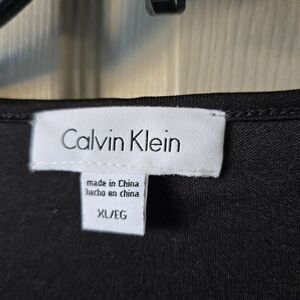 Calvin Klein
made in China
hecho en china
XL/EG